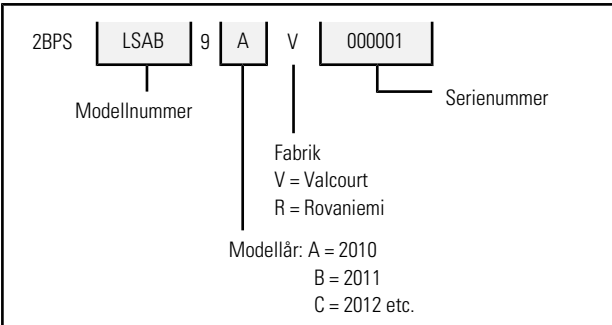 2BPS LSAB 9 A V 000001
Modellnummer
Serienummer
Fabrik
V = Valcourt
R = Rovaniemi
Modellår: A = 2010
B = 2011
C = 2012 etc.